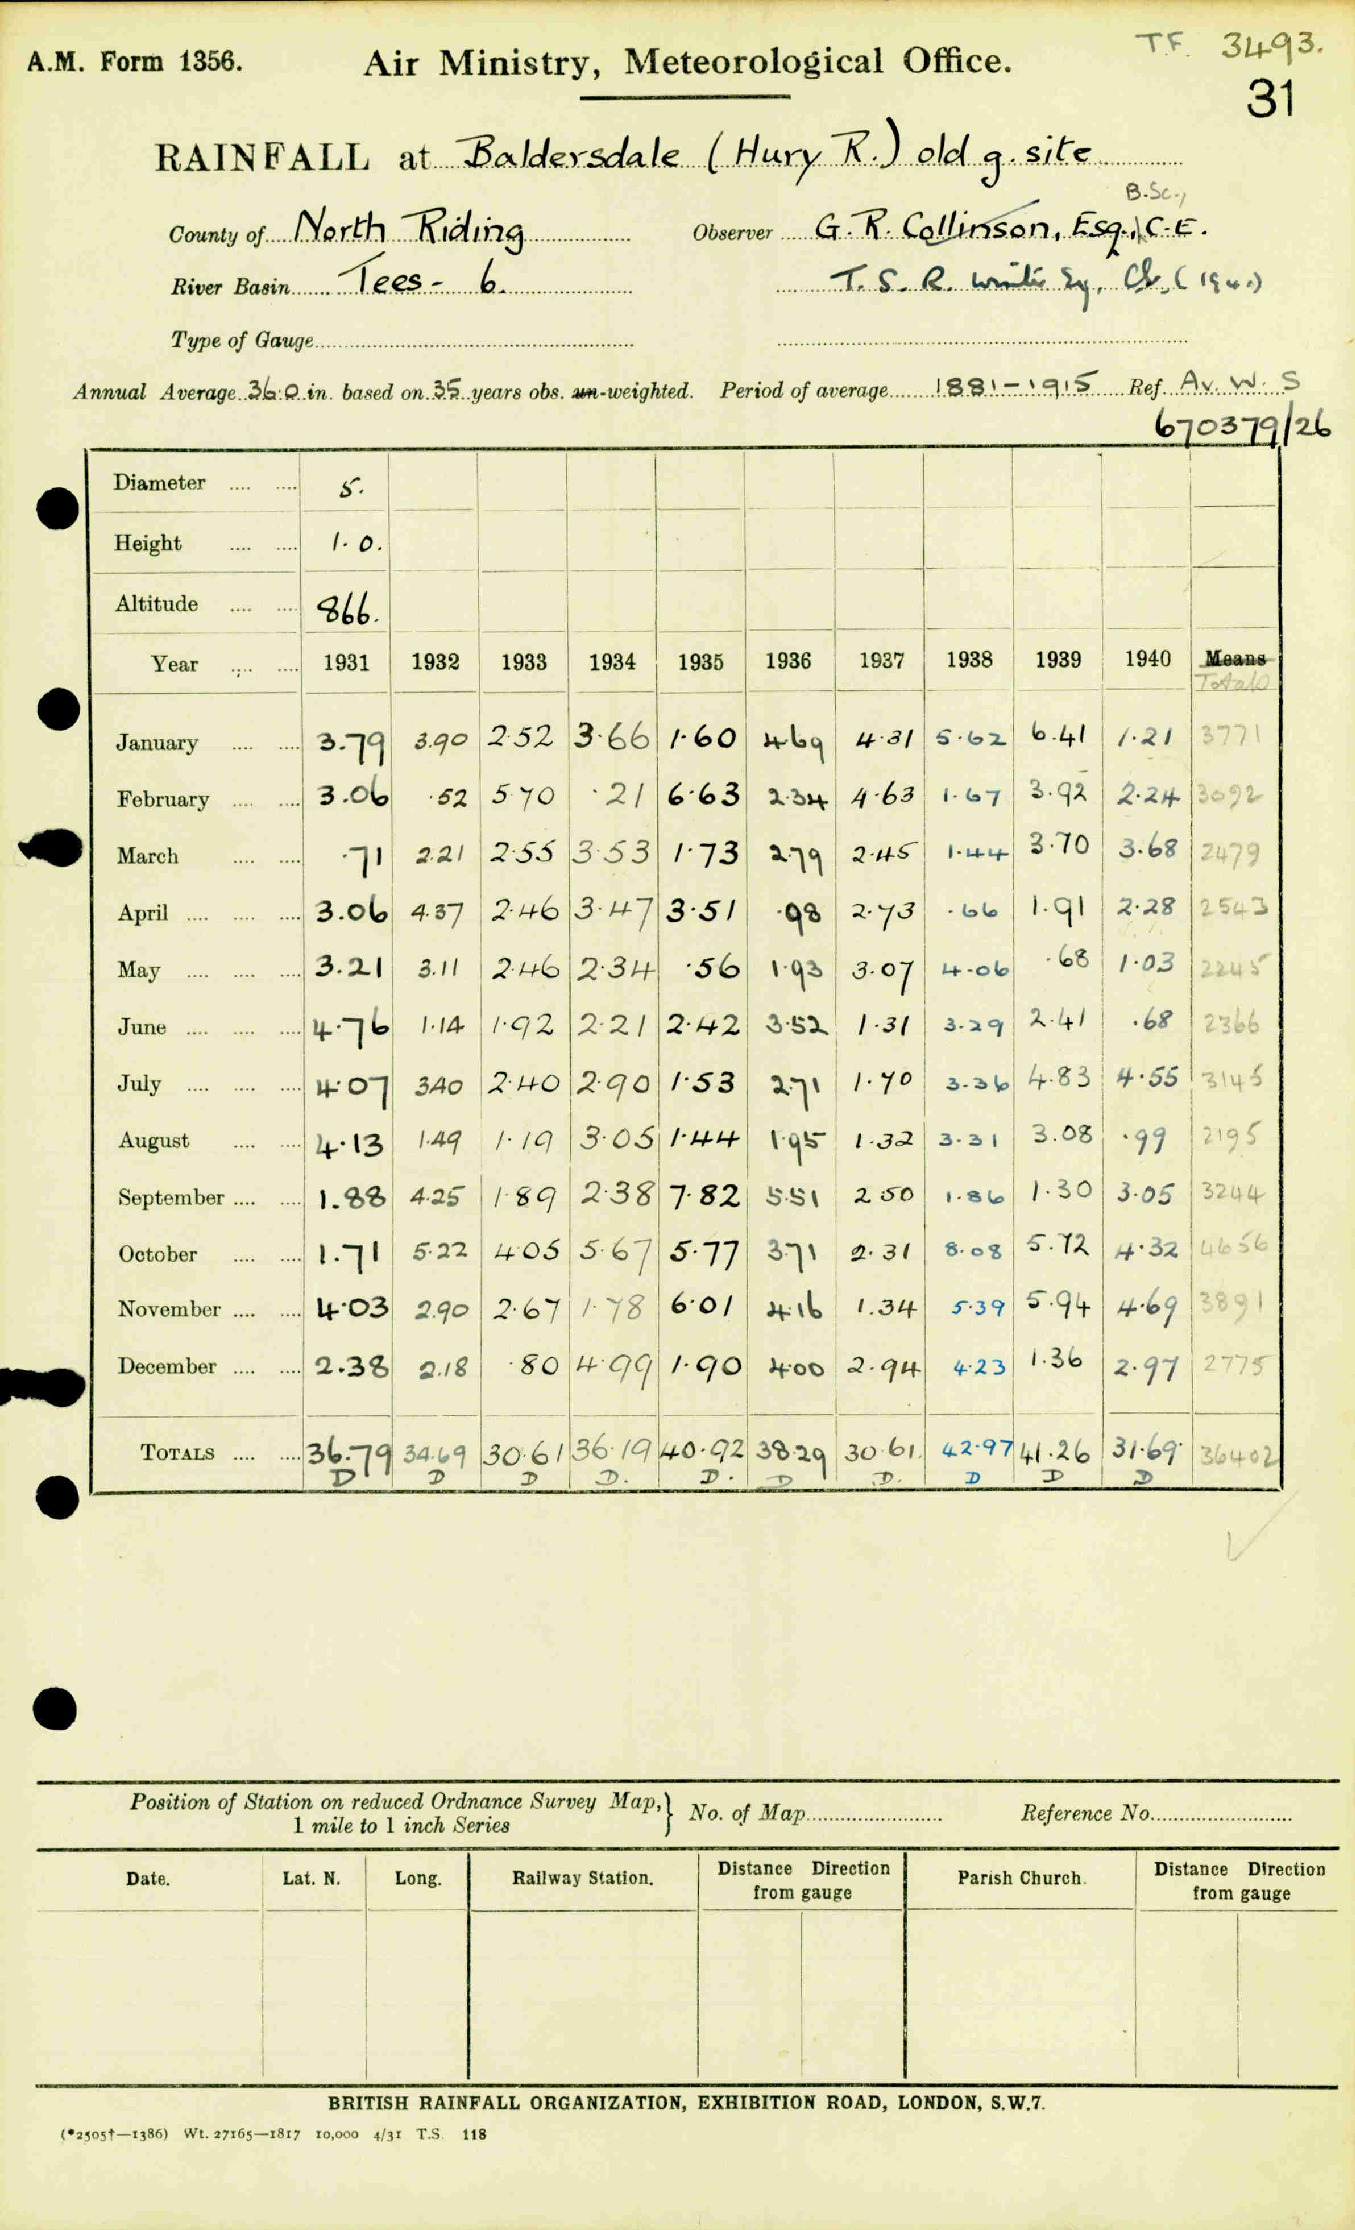 A.M. Form 1356.
Air Ministry, Meteorological Office.
T.F. 3493.
31
RAINFALL at Baldersdale (Hury R.) old g. site
B.Sc.,
County of North Riding Observer G. R. Collinson, Esq., C.E.
River Basin Tees - 6. T. S. R. Esq,
Type of Gauge
Annual Average 36.0 in. based on 35 years obs. un-weighted. Period of average 1881-1915 Ref. Av. W. S
670379/26
Diameter .... .... 5.
Height .... .... 1.0.
Altitude .... .... 866.
Year .... .... 1931 1932 1933 1934 1935 1936 1937 1938 1939 1940 Means
Totals
January .... .... 3.79 3.90 2.52 3.66 1.60 4.69 4.31 5.62 6.41 1.21 3771
February .... .... 3.06 .52 5.70 .21 6.63 2.34 4.63 1.67 3.92 2.24 3092
March .... .... .71 2.21 2.55 3.53 1.73 2.79 2.45 1.44 3.70 3.68 2479
April .... .... .... 3.06 4.37 2.46 3.47 3.51 .98 2.73 .66 1.91 2.28 2543
May .... .... .... 3.21 3.11 2.46 2.34 .56 1.93 3.07 4.06 .68 1.03 2245
June .... .... .... 4.76 1.14 1.92 2.21 2.42 3.52 1.31 3.29 2.41 .68 2366
July .... .... .... 4.07 3.40 2.40 2.90 1.53 2.71 1.70 3.36 4.83 4.55 3145
August .... .... 4.13 1.49 1.19 3.05 1.44 1.95 1.32 3.31 3.08 .99 2195
September .... .... 1.88 4.25 1.89 2.38 7.82 5.51 2.50 1.86 1.30 3.05 3244
October .... .... 1.71 5.22 4.05 5.67 5.77 3.71 2.31 8.08 5.72 4.32 4656
November .... .... 4.03 2.90 2.67 1.78 6.01 4.16 1.34 5.39 5.94 4.69 3891
December .... .... 2.38 2.18 .80 4.99 1.90 4.00 2.94 4.23 1.36 2.97 2775
TOTALS .... .... 36.79 34.69 30.61 36.19 40.92 38.29 30.61. 42.97 41.26 31.69 36402
D D D D. D. D D. D D D
Position of Station on reduced Ordnance Survey Map, } No. of Map Reference No.
1 mile to 1 inch Series
Date. Lat. N. Long. Railway Station. Distance Direction Parish Church. Distance Direction
from gauge from gauge
BRITISH RAINFALL ORGANIZATION, EXHIBITION ROAD, LONDON, S.W.7.
(*2505†—1386) Wt. 27165—1817 10,000 4/31 T.S. 118